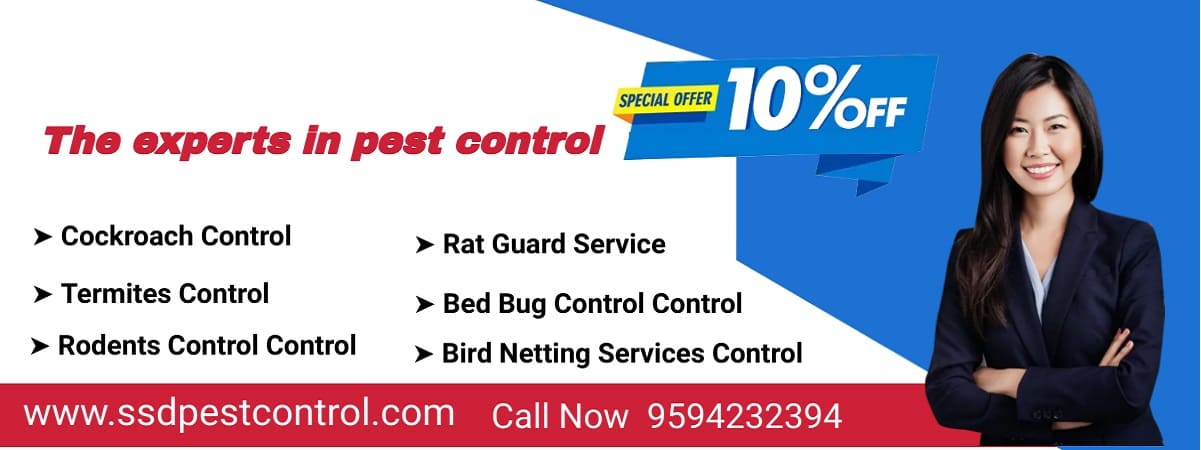 SPECIAL OFFER 10% OFF
The experts in pest control
➤ Cockroach Control
➤ Termites Control
➤ Rodents Control Control
➤ Rat Guard Service
➤ Bed Bug Control Control
➤ Bird Netting Services Control
www.ssdpestcontrol.com Call Now 9594232394